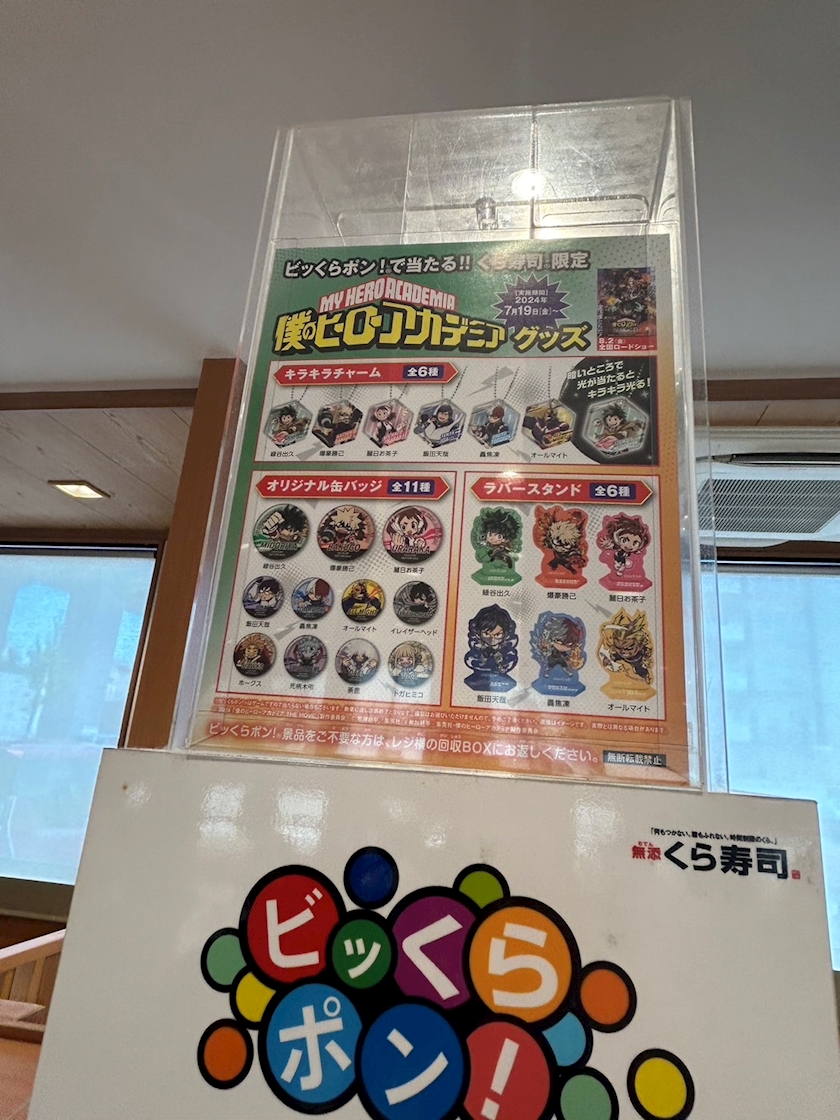 ビッくらポン!®で当たる!! くら寿司 限定
MY HERO ACADEMIA
僕のヒーローアカデミア グッズ
[実施期間]
2024年
7月19日[金]〜
8.2(金)
全国ロードショー
キラキラチャーム 全6種
暗いところで
光が当たると
キラキラ光る!
緑谷出久 爆豪勝己 麗日お茶子 飯田天哉 轟焦凍 オールマイト
オリジナル缶バッジ 全11種
緑谷出久 爆豪勝己 麗日お茶子
飯田天哉 轟焦凍 オールマイト イレイザーヘッド
ホークス 死柄木弔 荼毘 トガヒミコ
ラバースタンド 全6種
緑谷出久 爆豪勝己 麗日お茶子
飯田天哉 轟焦凍 オールマイト
ビッくらポン!®景品をご不要な方は、レジ横の回収BOXにお返しください。
無断転載禁止
「何もつかない、誰もふれない、時間制限のくら。」
むてん
無添 くら寿司
ビッくら
ポン!